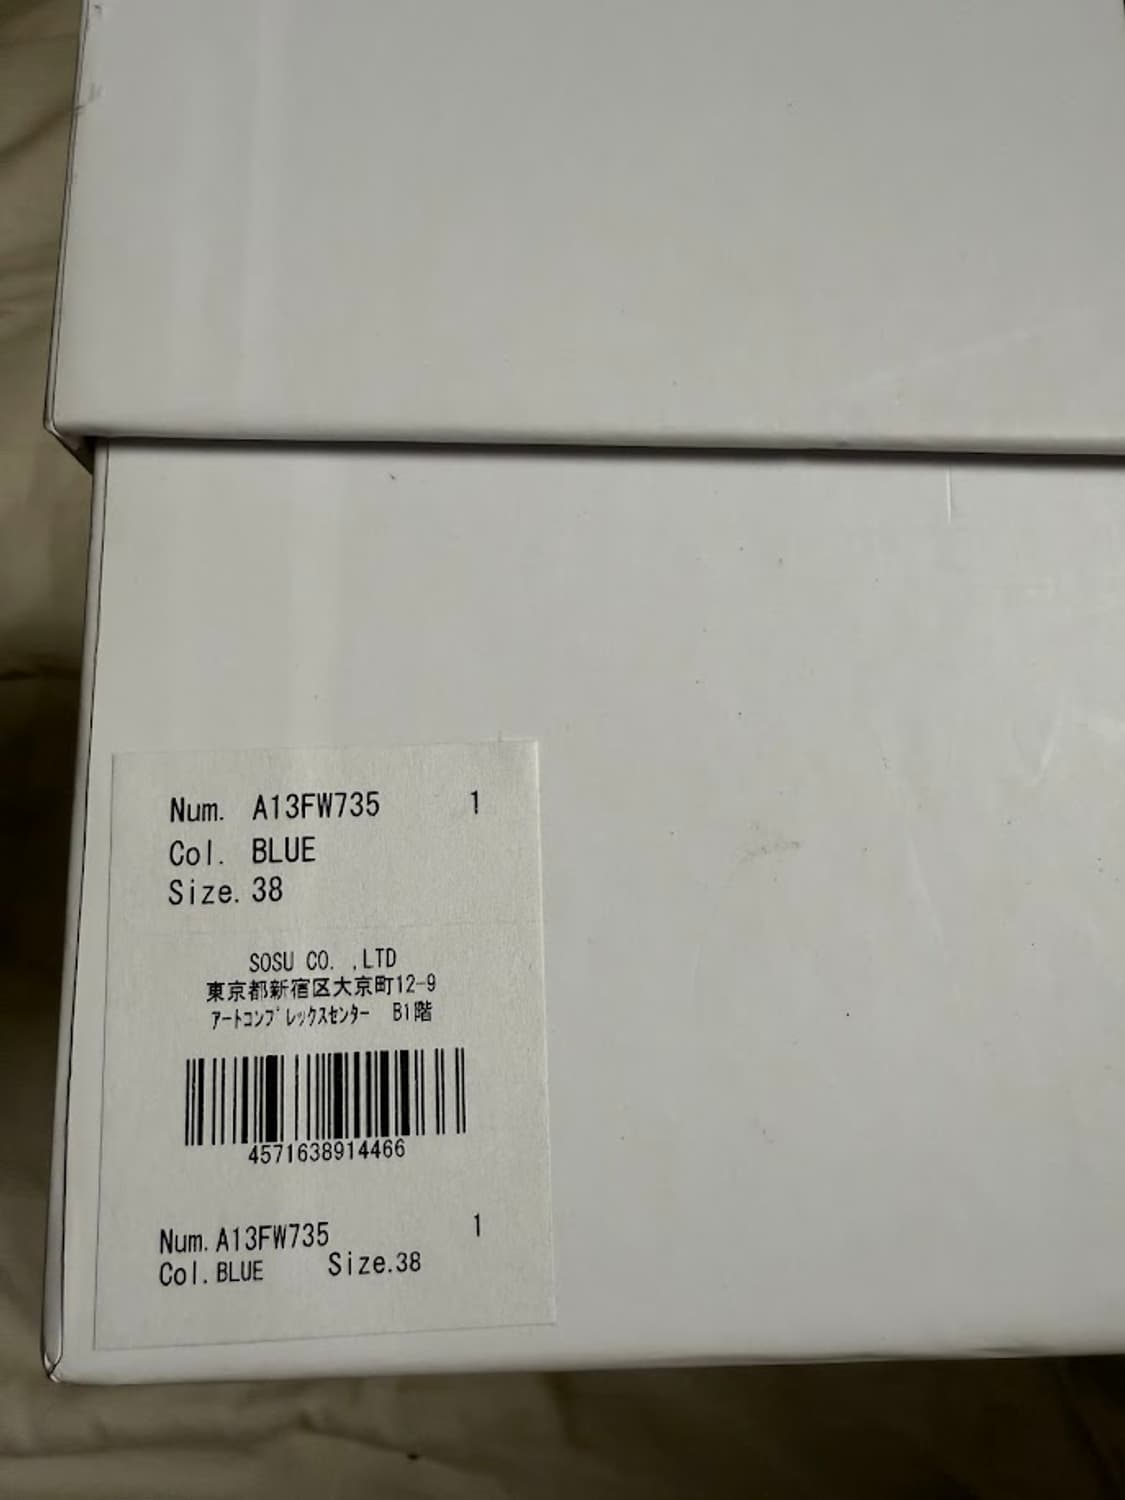 Num. A13FW735 1
Col. BLUE
Size. 38
SOSU CO. ,LTD
東京都新宿区大京町12-9
ｱｰﾄｺﾝﾌﾟﾚｯｸｽｾﾝﾀｰ B1階
4571638914466
Num. A13FW735 1
Col. BLUE Size.38